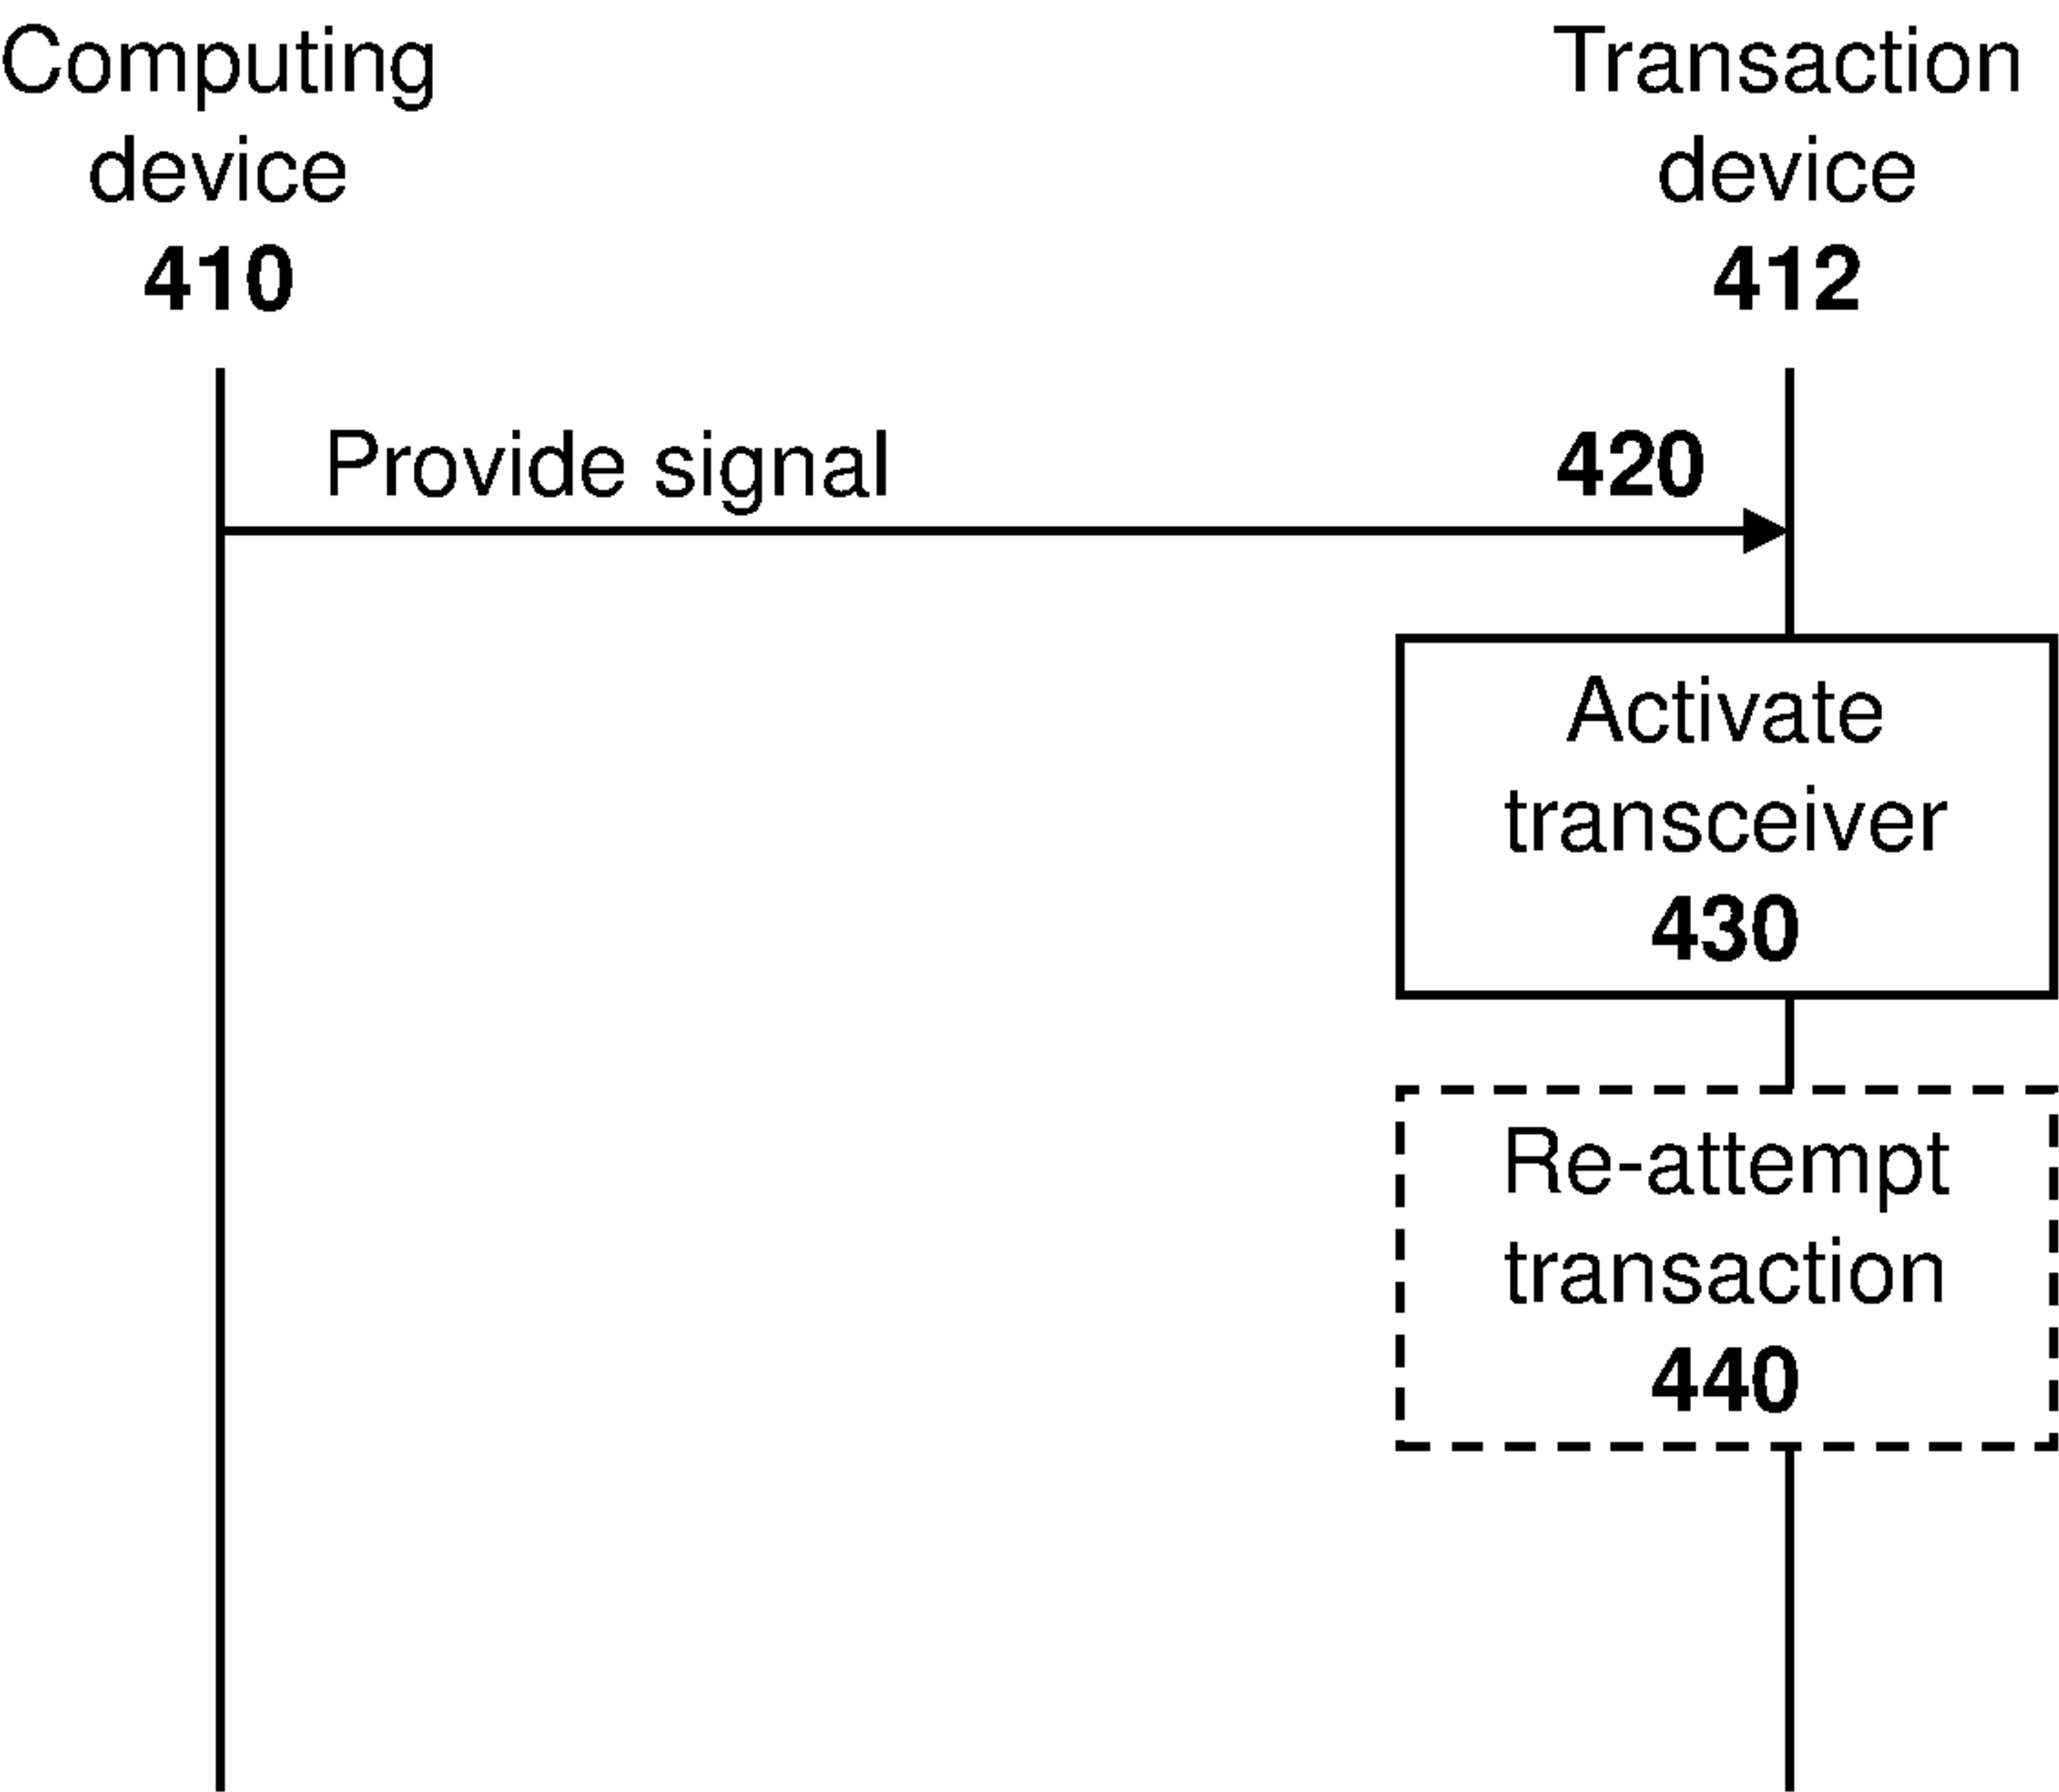 Computing
device
410
Transaction
device
412
Provide signal
420
Activate
transceiver
430
Re-attempt
transaction
440